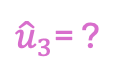 û₃ = ?